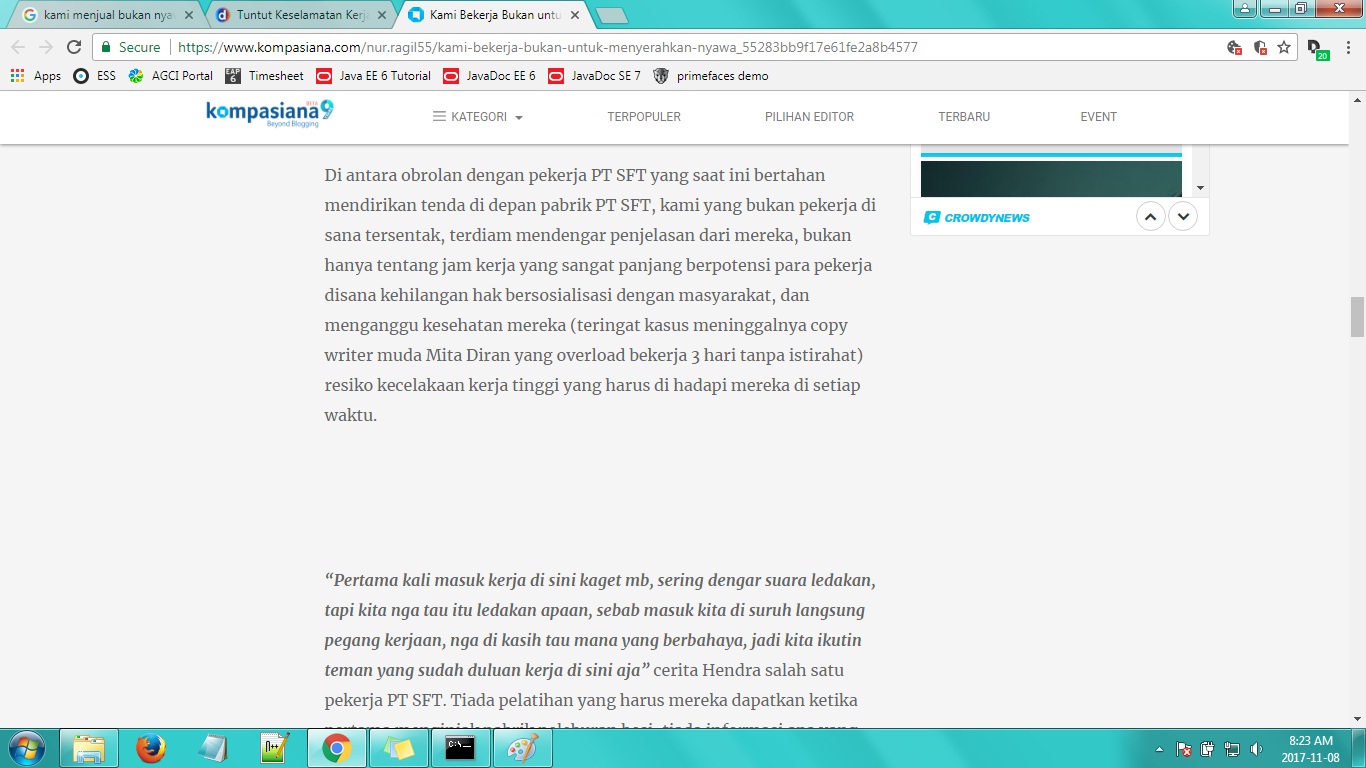 kami menjual bukan nya
Tuntut Keselamatan Kerja
Kami Bekerja Bukan untu
Secure
https://www.kompasiana.com/nur.ragil55/kami-bekerja-bukan-untuk-menyerahkan-nyawa_55283bb9f17e61fe2a8b4577
20
Apps
ESS
AGCI Portal
EAP 6
Timesheet
Java EE 6 Tutorial
JavaDoc EE 6
JavaDoc SE 7
primefaces demo
kompasiana9
BETA
Beyond Blogging
KATEGORI
TERPOPULER
PILIHAN EDITOR
TERBARU
EVENT
Di antara obrolan dengan pekerja PT SFT yang saat ini bertahan
mendirikan tenda di depan pabrik PT SFT, kami yang bukan pekerja di
sana tersentak, terdiam mendengar penjelasan dari mereka, bukan
hanya tentang jam kerja yang sangat panjang berpotensi para pekerja
disana kehilangan hak bersosialisasi dengan masyarakat, dan
menganggu kesehatan mereka (teringat kasus meninggalnya copy
writer muda Mita Diran yang overload bekerja 3 hari tanpa istirahat)
resiko kecelakaan kerja tinggi yang harus di hadapi mereka di setiap
waktu.
CROWDYNEWS
“Pertama kali masuk kerja di sini kaget mb, sering dengar suara ledakan,
tapi kita nga tau itu ledakan apaan, sebab masuk kita di suruh langsung
pegang kerjaan, nga di kasih tau mana yang berbahaya, jadi kita ikutin
teman yang sudah duluan kerja di sini aja” cerita Hendra salah satu
pekerja PT SFT. Tiada pelatihan yang harus mereka dapatkan ketika
8:23 AM
2017-11-08